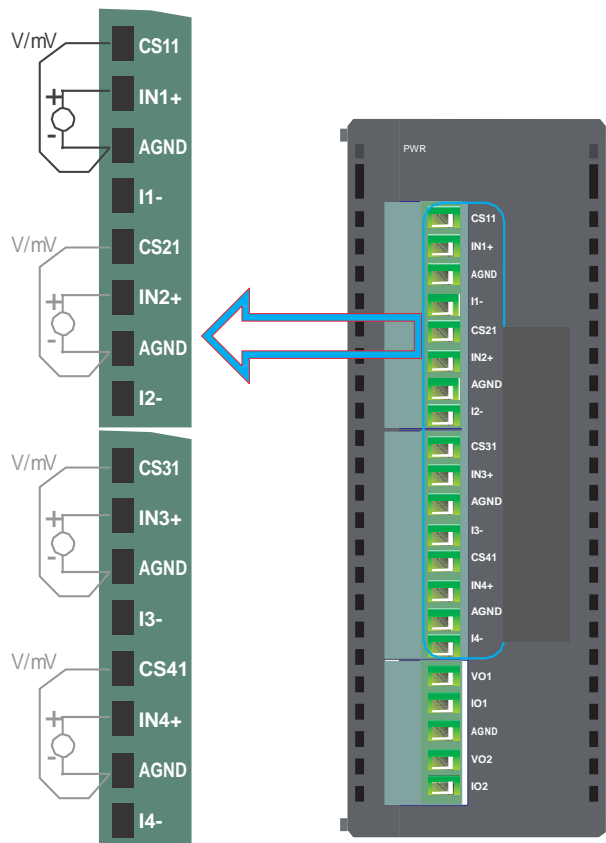 V/mV
CS11
+
IN1+
-
AGND
I1-
V/mV
CS21
+
IN2+
-
AGND
I2-
V/mV
CS31
+
IN3+
-
AGND
I3-
V/mV
CS41
+
IN4+
-
AGND
I4-
PWR
CS11
IN1+
AGND
I1-
CS21
IN2+
AGND
I2-
CS31
IN3+
AGND
I3-
CS41
IN4+
AGND
I4-
VO1
IO1
AGND
VO2
IO2